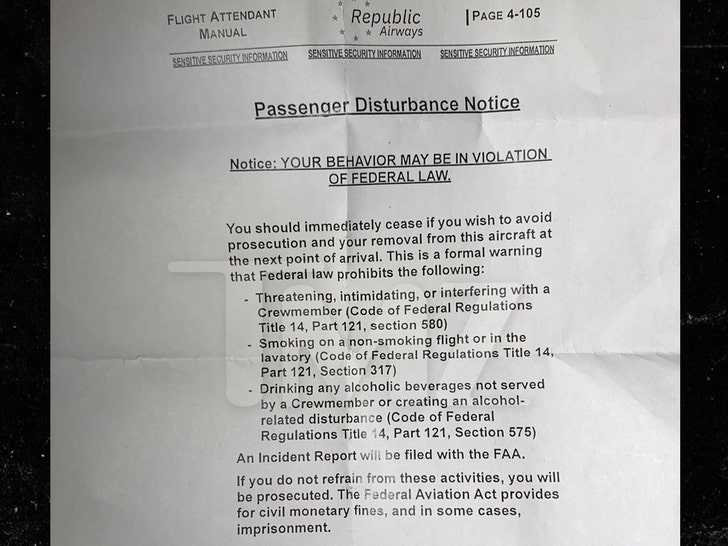 FLIGHT ATTENDANT
MANUAL
Republic
Airways
PAGE 4-105
SENSITIVE SECURITY INFORMATION SENSITIVE SECURITY INFORMATION SENSITIVE SECURITY INFORMATION
Passenger Disturbance Notice
Notice: YOUR BEHAVIOR MAY BE IN VIOLATION
OF FEDERAL LAW.
You should immediately cease if you wish to avoid
prosecution and your removal from this aircraft at
the next point of arrival. This is a formal warning
that Federal law prohibits the following:
- Threatening, intimidating, or interfering with a
Crewmember (Code of Federal Regulations
Title 14, Part 121, section 580)
- Smoking on a non-smoking flight or in the
lavatory (Code of Federal Regulations Title 14,
Part 121, Section 317)
- Drinking any alcoholic beverages not served
by a Crewmember or creating an alcohol-
related disturbance (Code of Federal
Regulations Title 14, Part 121, Section 575)
An Incident Report will be filed with the FAA.
If you do not refrain from these activities, you will
be prosecuted. The Federal Aviation Act provides
for civil monetary fines, and in some cases,
imprisonment.
TMZ